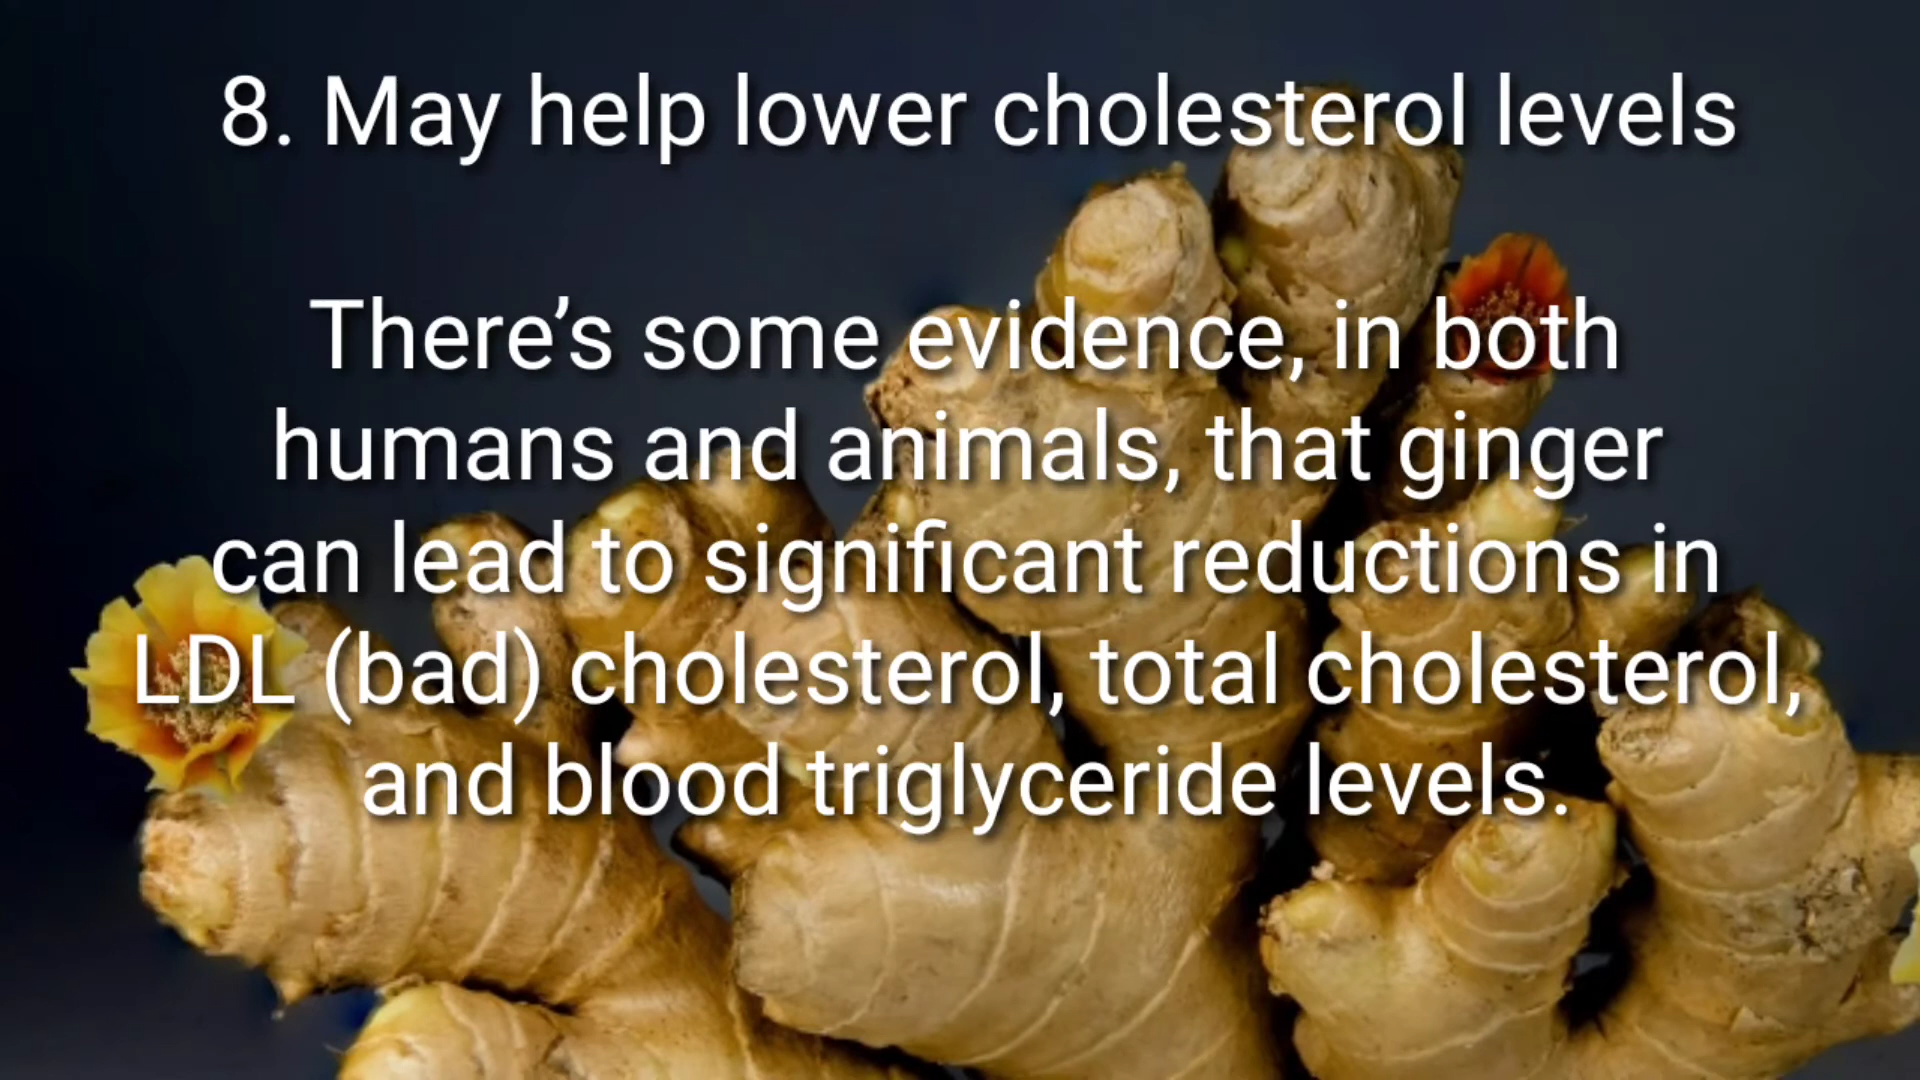 8. May help lower cholesterol levels
There’s some evidence, in both
humans and animals, that ginger
can lead to significant reductions in
LDL (bad) cholesterol, total cholesterol,
and blood triglyceride levels.